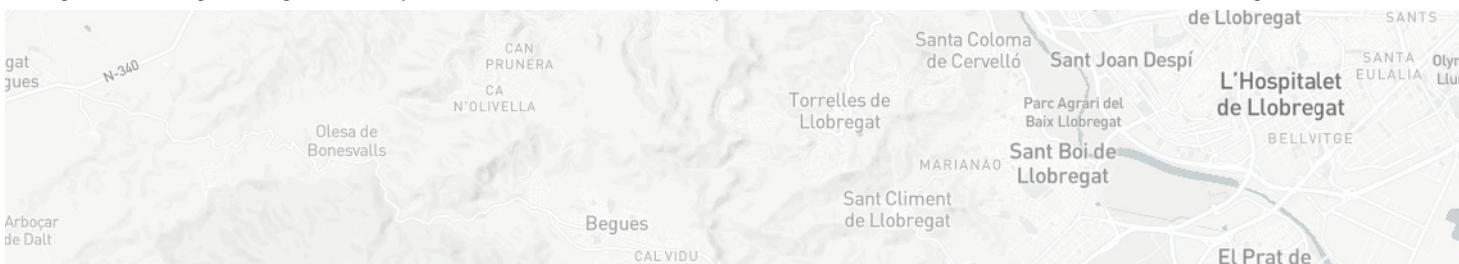 de Llobregat
SANTS
CAN
PRUNERA
Santa Coloma
de Cervelló
Sant Joan Despí
gat
gues
N-340
L'Hospitalet
de Llobregat
SANTA
EULALIA
CA
N'OLIVELLA
Torrelles de
Llobregat
Parc Agrari del
Baix Llobregat
Olesa de
Bonesvalls
BELLVITGE
MARIANAO
Sant Boi de
Llobregat
Sant Climent
de Llobregat
Arboçar
de Dalt
Begues
CAL VIDU
El Prat de